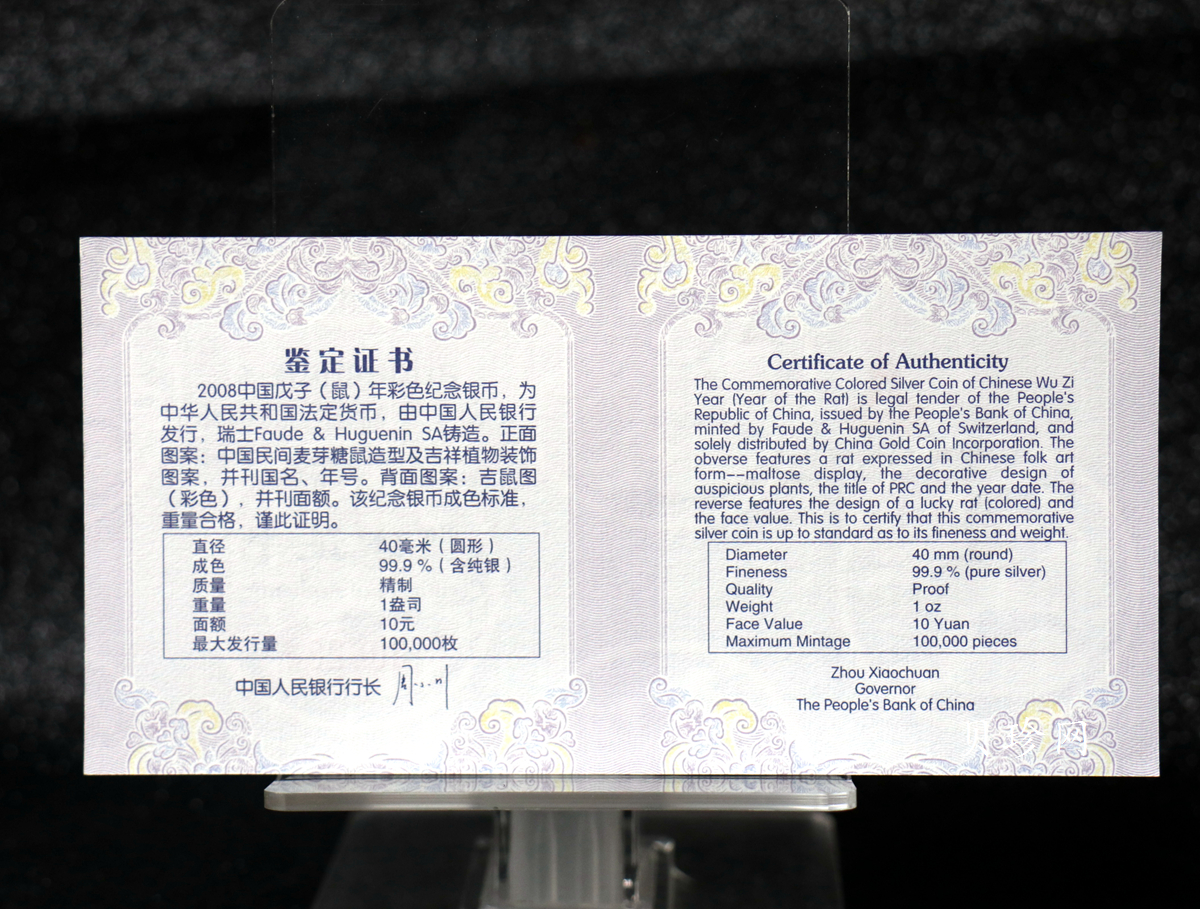 鉴定证书
2008中国戊子（鼠）年彩色纪念银币，为
中华人民共和国法定货币，由中国人民银行
发行，瑞士Faude & Huguenin SA铸造。正面
图案：中国民间麦芽糖鼠造型及吉祥植物装饰
图案，并刊国名、年号。背面图案：吉鼠图
（彩色），并刊面额。该纪念银币成色标准，
重量合格，谨此证明。
直径 40毫米（圆形）
成色 99.9％（含纯银）
质量 精制
重量 1盎司
面额 10元
最大发行量 100,000枚
中国人民银行行长
Certificate of Authenticity
The Commemorative Colored Silver Coin of Chinese Wu Zi
Year (Year of the Rat) is legal tender of the People's
Republic of China, issued by the People's Bank of China,
minted by Faude & Huguenin SA of Switzerland, and
solely distributed by China Gold Coin Incorporation. The
obverse features a rat expressed in Chinese folk art
form--maltose display, the decorative design of
auspicious plants, the title of PRC and the year date. The
reverse features the design of a lucky rat (colored) and
the face value. This is to certify that this commemorative
silver coin is up to standard as to its fineness and weight.
Diameter 40 mm (round)
Fineness 99.9 % (pure silver)
Quality Proof
Weight 1 oz
Face Value 10 Yuan
Maximum Mintage 100,000 pieces
Zhou Xiaochuan
Governor
The People's Bank of China